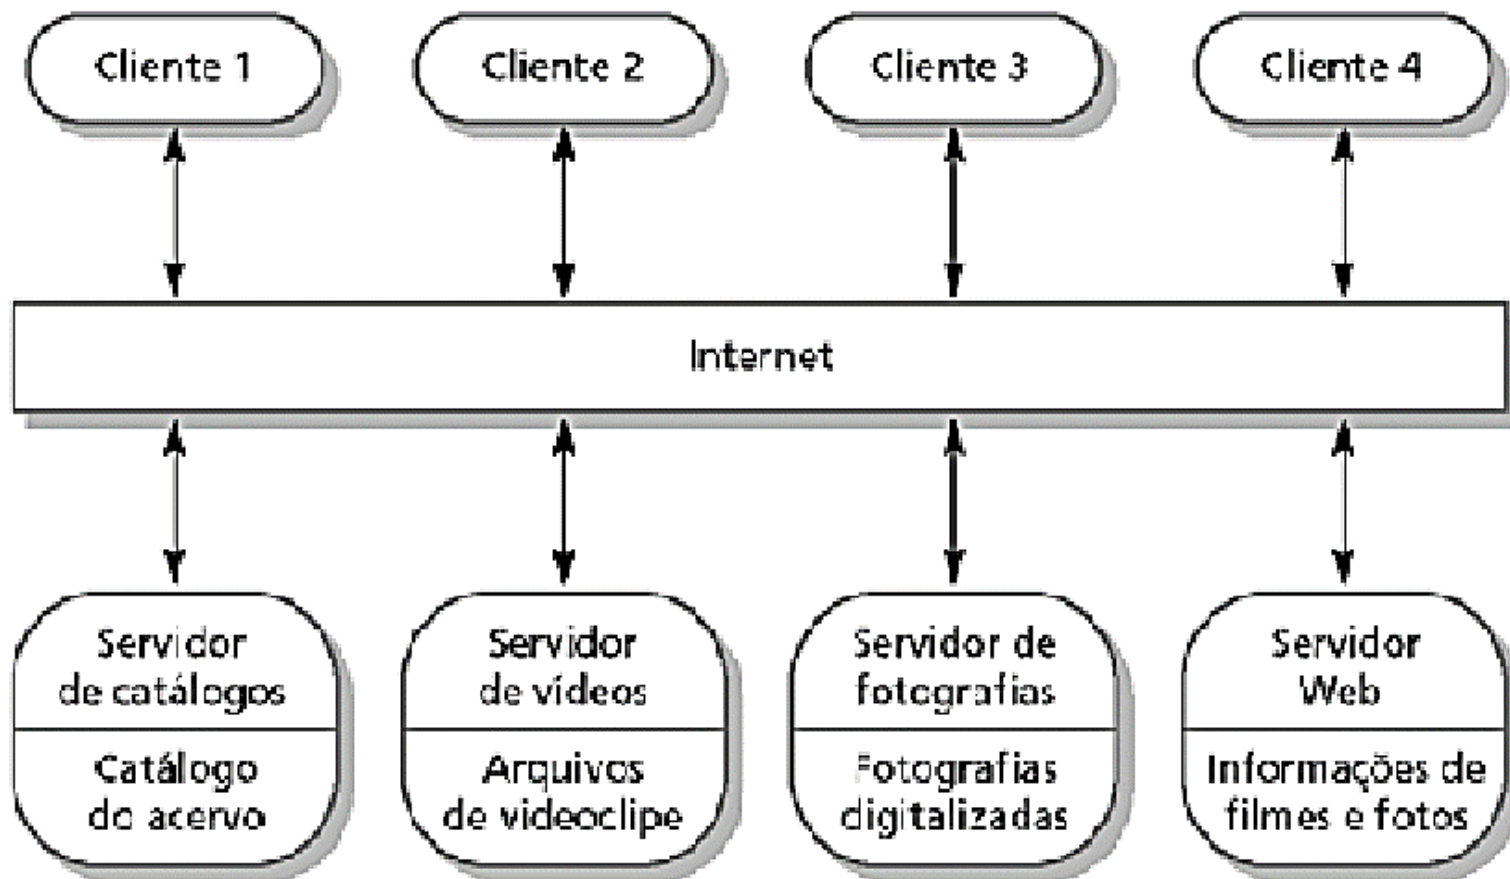 Cliente 1
Cliente 2
Cliente 3
Cliente 4
Internet
Servidor
de catálogos
Catálogo
do acervo
Servidor
de vídeos
Arquivos
de videoclipe
Servidor de
fotografias
Fotografias
digitalizadas
Servidor
Web
Informações de
filmes e fotos